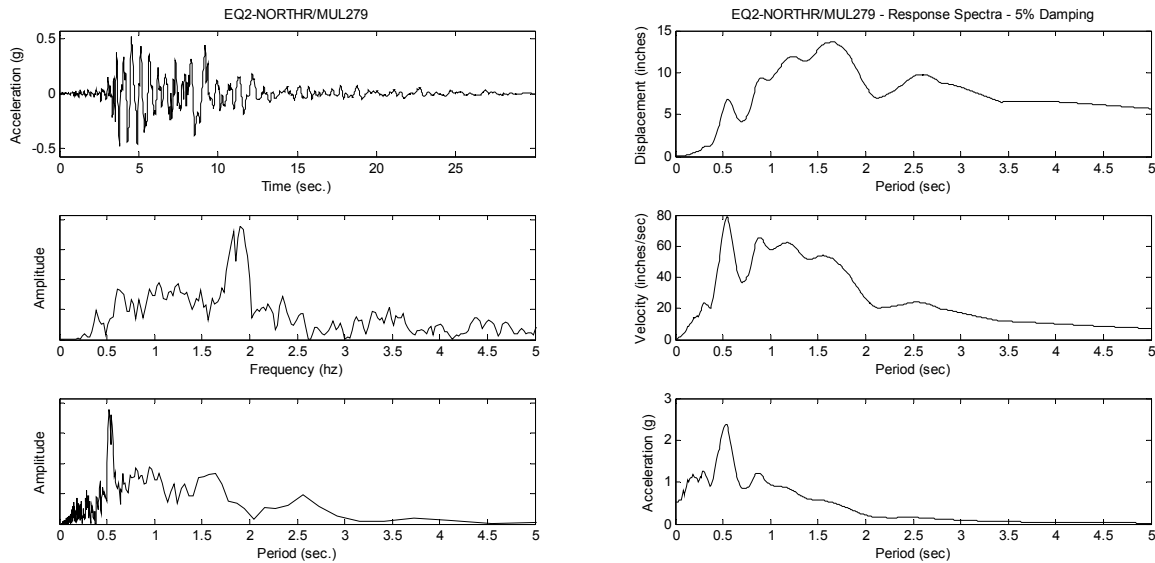 EQ2-NORTHR/MUL279
Acceleration (g)
0.5
0
-0.5
0 5 10 15 20 25
Time (sec.)
Amplitude
0 0.5 1 1.5 2 2.5 3 3.5 4 4.5 5
Frequency (hz)
Amplitude
0 0.5 1 1.5 2 2.5 3 3.5 4 4.5 5
Period (sec.)
EQ2-NORTHR/MUL279 - Response Spectra - 5% Damping
Displacement (inches)
15
10
5
0
0 0.5 1 1.5 2 2.5 3 3.5 4 4.5 5
Period (sec)
Velocity (inches/sec)
80
60
40
20
0
0 0.5 1 1.5 2 2.5 3 3.5 4 4.5 5
Period (sec)
Acceleration (g)
3
2
1
0
0 0.5 1 1.5 2 2.5 3 3.5 4 4.5 5
Period (sec)